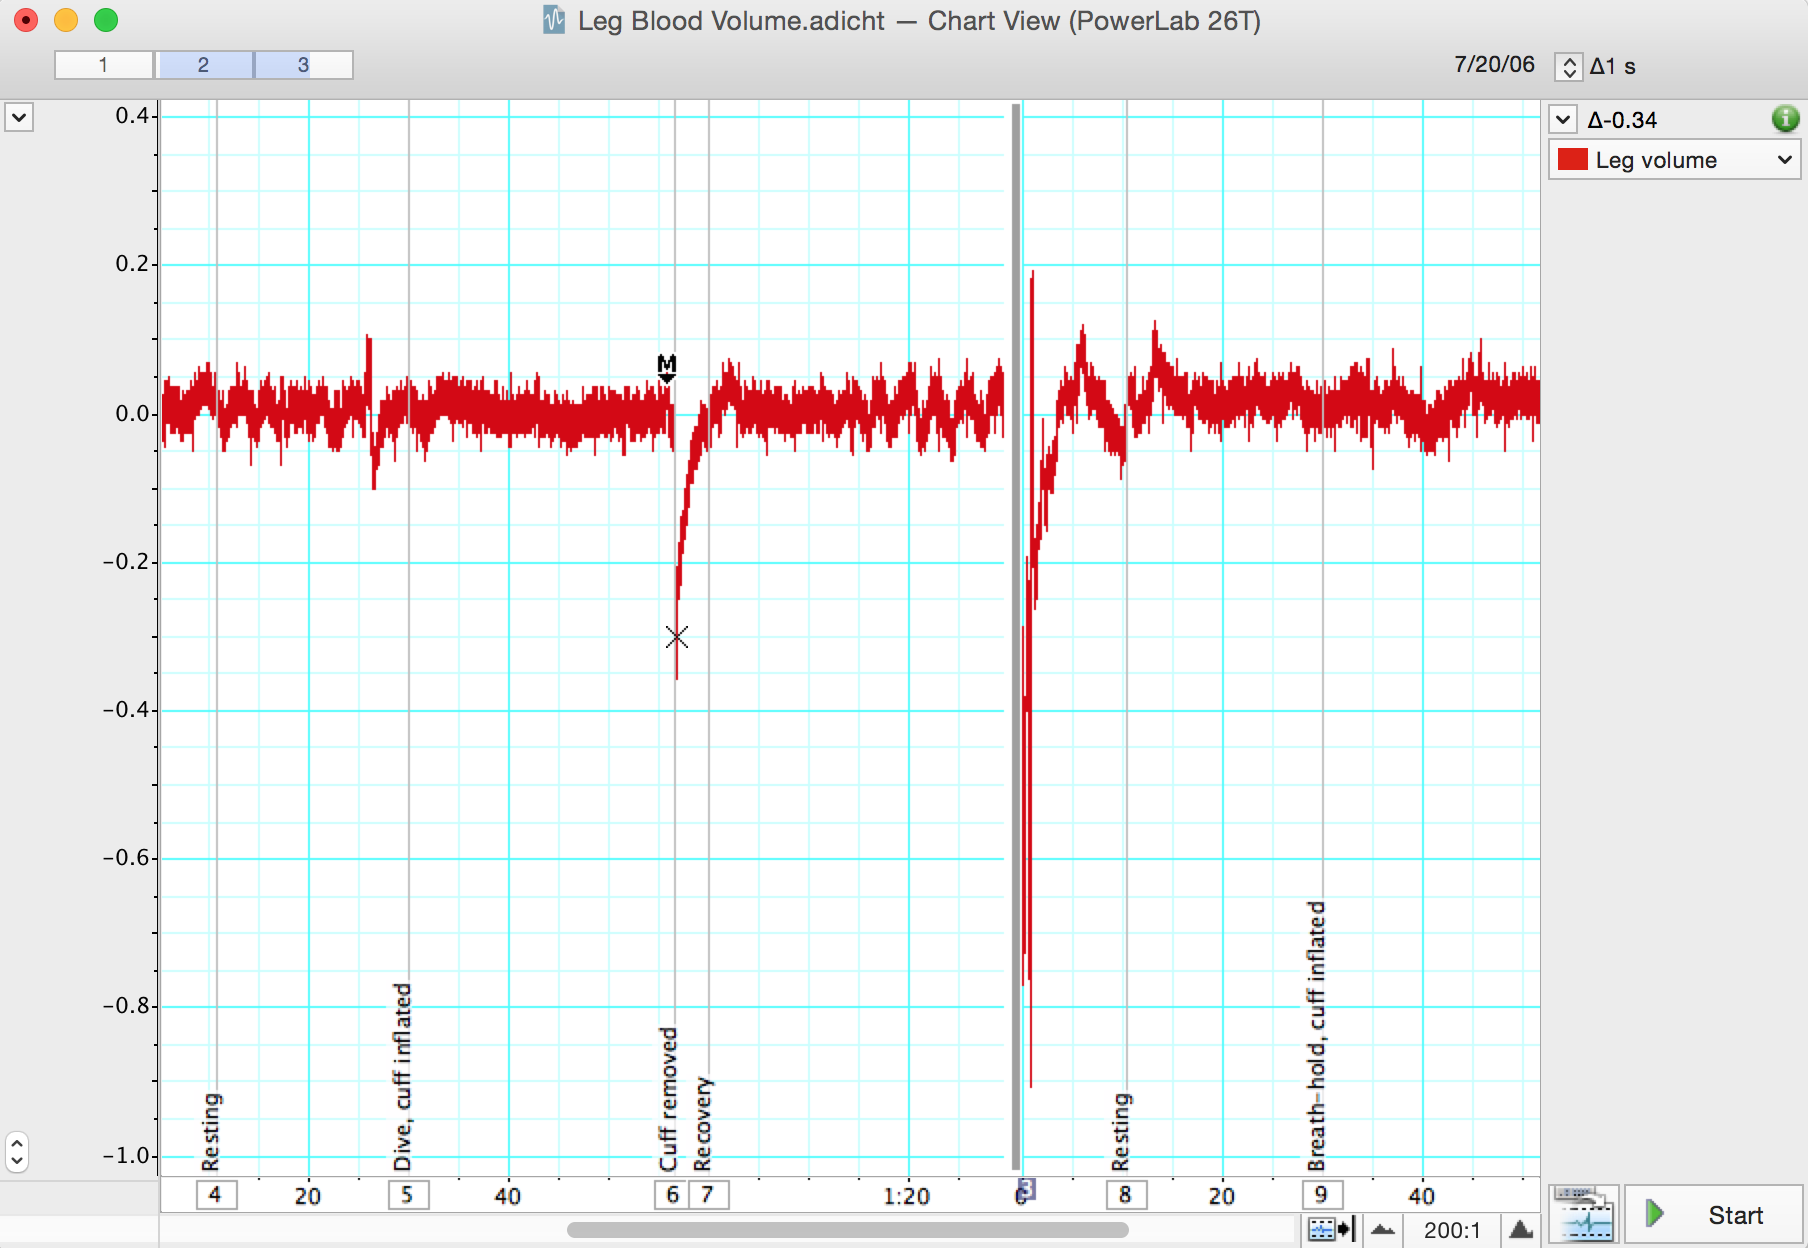 Leg Blood Volume.adicht — Chart View (PowerLab 26T)
1 2 3
7/20/06 Δ1 s
Δ-0.34
Leg volume
0.4
0.2
0.0
-0.2
-0.4
-0.6
-0.8
-1.0
M
Resting
Dive, cuff inflated
Cuff removed
Recovery
Resting
Breath-hold, cuff inflated
4 20 5 40 6 7 1:20 0 3 8 20 9 40
200:1
Start